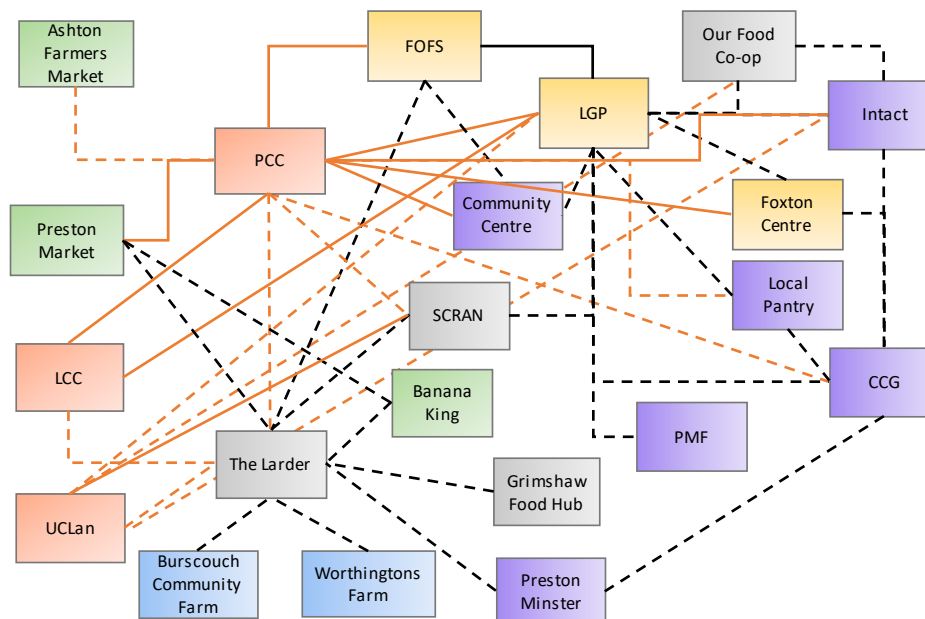 Ashton
Farmers
Market
FOFS
Our Food
Co-op
LGP
Intact
PCC
Preston
Market
Community
Centre
Foxton
Centre
Local
Pantry
SCRAN
LCC
Banana
King
CCG
PMF
The Larder
Grimshaw
Food Hub
UCLan
Burscouch
Community
Farm
Worthingtons
Farm
Preston
Minster